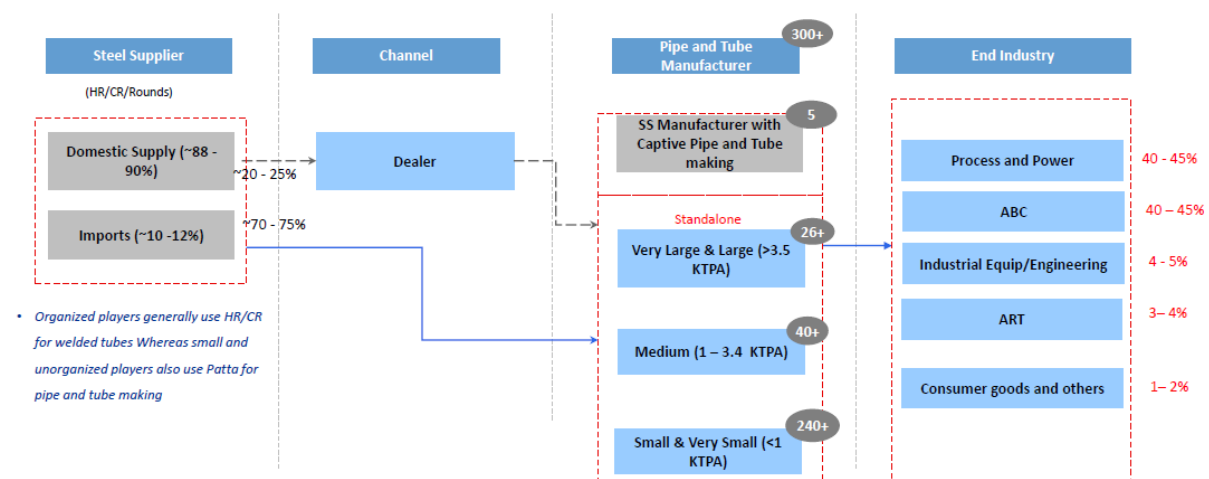 Steel Supplier
(HR/CR/Rounds)
Domestic Supply (~88 -
90%)
Imports (~10 -12%)
~20 - 25%
~70 - 75%
• Organized players generally use HR/CR
for welded tubes Whereas small and
unorganized players also use Patta for
pipe and tube making
Channel
Dealer
300+
Pipe and Tube
Manufacturer
5
SS Manufacturer with
Captive Pipe and Tube
making
Standalone
26+
Very Large & Large (>3.5
KTPA)
40+
Medium (1 – 3.4 KTPA)
240+
Small & Very Small (<1
KTPA)
End Industry
Process and Power
40 - 45%
ABC
40 – 45%
Industrial Equip/Engineering
4 - 5%
ART
3– 4%
Consumer goods and others
1– 2%